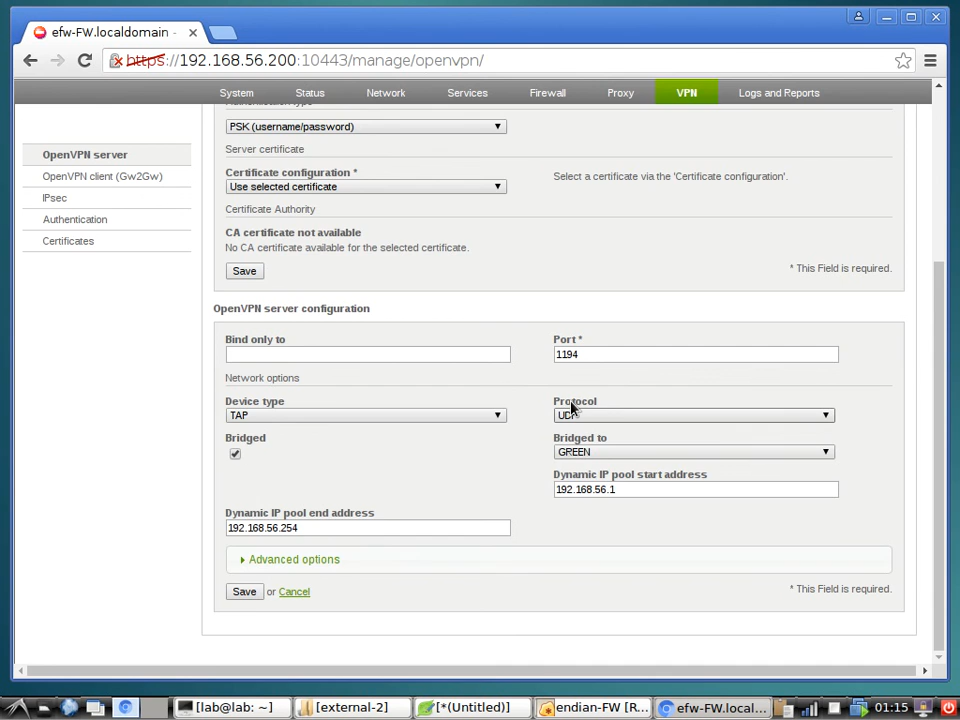 efw-FW.localdomain -
https://192.168.56.200:10443/manage/openvpn/
System Status Network Services Firewall Proxy VPN Logs and Reports
Authentication type
PSK (username/password)
OpenVPN server
Server certificate
OpenVPN client (Gw2Gw)
Certificate configuration *
Select a certificate via the 'Certificate configuration'.
Use selected certificate
IPsec
Certificate Authority
Authentication
CA certificate not available
Certificates
No CA certificate available for the selected certificate.
Save
* This Field is required.
OpenVPN server configuration
Bind only to
Port *
1194
Network options
Device type
Protocol
TAP
UDP
Bridged
Bridged to
GREEN
Dynamic IP pool start address
192.168.56.1
Dynamic IP pool end address
192.168.56.254
Advanced options
Save or Cancel
* This Field is required.
[lab@lab: ~]
[external-2]
[*(Untitled)]
endian-FW [R...
efw-FW.local...
01:15